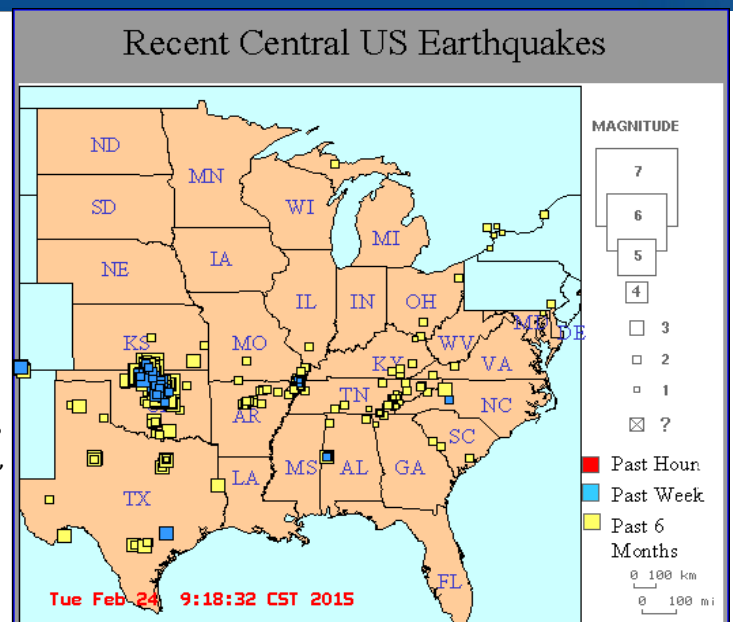 Recent Central US Earthquakes
MAGNITUDE
7
6
5
4
3
2
1
?
Past Hour
Past Week
Past 6
Months
0 100 km
0 100 mi
ND
MN
SD
WI
MI
IA
NE
IL
IN
OH
KS
MO
WV
MD
DE
KY
VA
TN
NC
AR
SC
MS
AL
GA
LA
TX
FL
Tue Feb 24 9:18:32 CST 2015